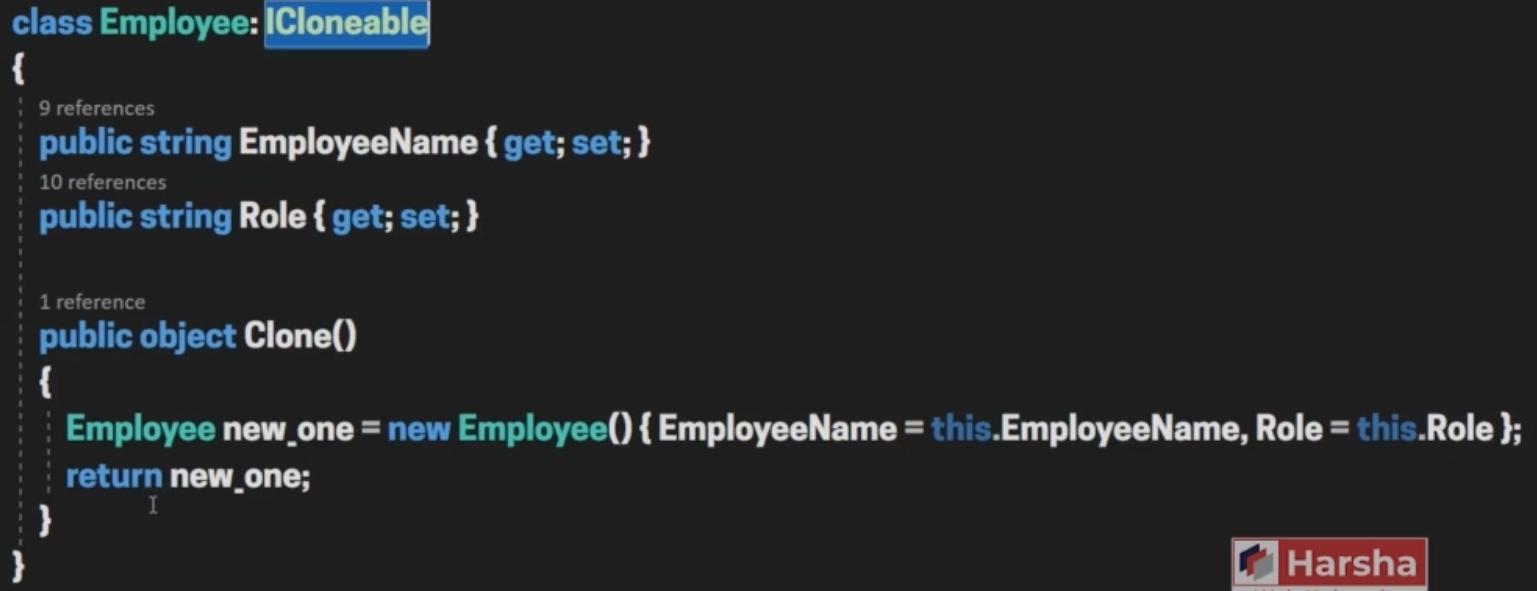 class Employee: ICloneable
{
9 references
public string EmployeeName { get; set; }
10 references
public string Role { get; set; }
1 reference
public object Clone()
{
Employee new_one = new Employee() { EmployeeName = this.EmployeeName, Role = this.Role };
return new_one;
}
}
Harsha